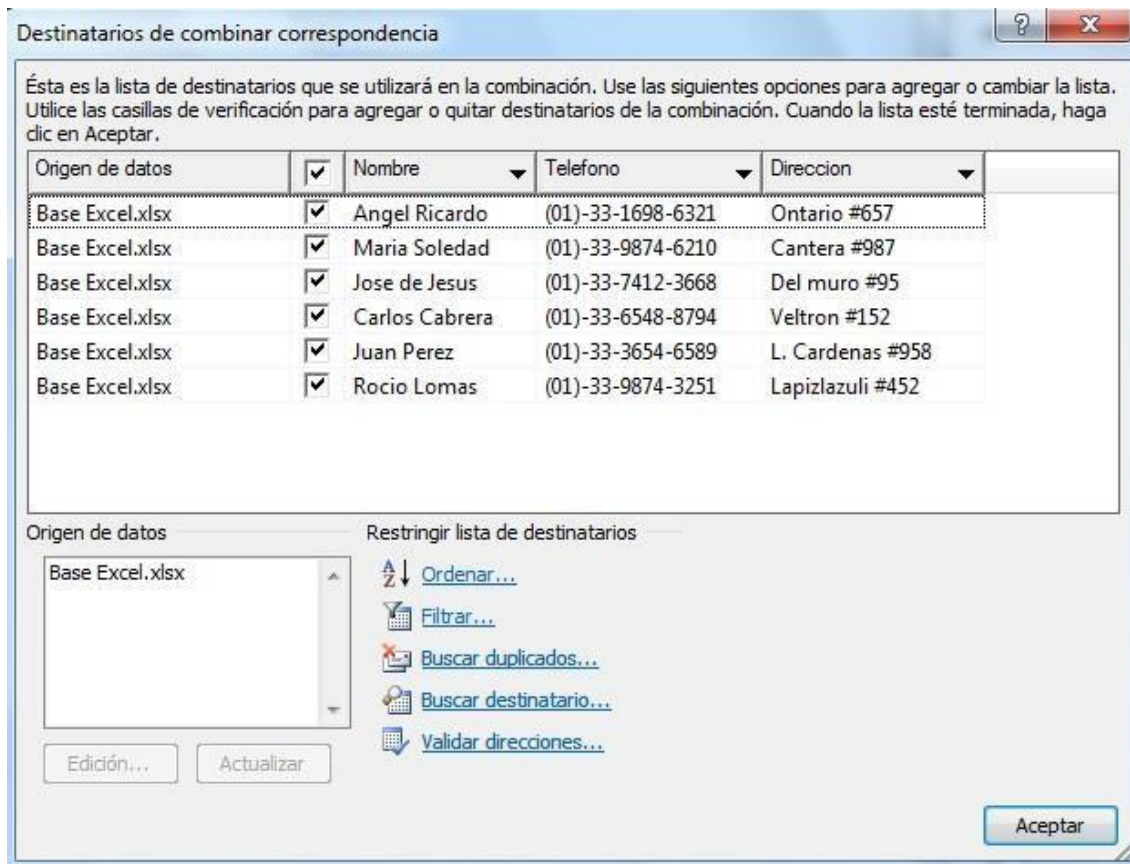 Destinatarios de combinar correspondencia
Ésta es la lista de destinatarios que se utilizará en la combinación. Use las siguientes opciones para agregar o cambiar la lista.
Utilice las casillas de verificación para agregar o quitar destinatarios de la combinación. Cuando la lista esté terminada, haga
clic en Aceptar.
Origen de datos Nombre Telefono Direccion
Base Excel.xlsx Angel Ricardo (01)-33-1698-6321 Ontario #657
Base Excel.xlsx Maria Soledad (01)-33-9874-6210 Cantera #987
Base Excel.xlsx Jose de Jesus (01)-33-7412-3668 Del muro #95
Base Excel.xlsx Carlos Cabrera (01)-33-6548-8794 Veltron #152
Base Excel.xlsx Juan Perez (01)-33-3654-6589 L. Cardenas #958
Base Excel.xlsx Rocio Lomas (01)-33-9874-3251 Lapizlazuli #452
Origen de datos Restringir lista de destinatarios
Base Excel.xlsx
Ordenar...
Filtrar...
Buscar duplicados...
Buscar destinatario...
Validar direcciones...
Edición... Actualizar
Aceptar